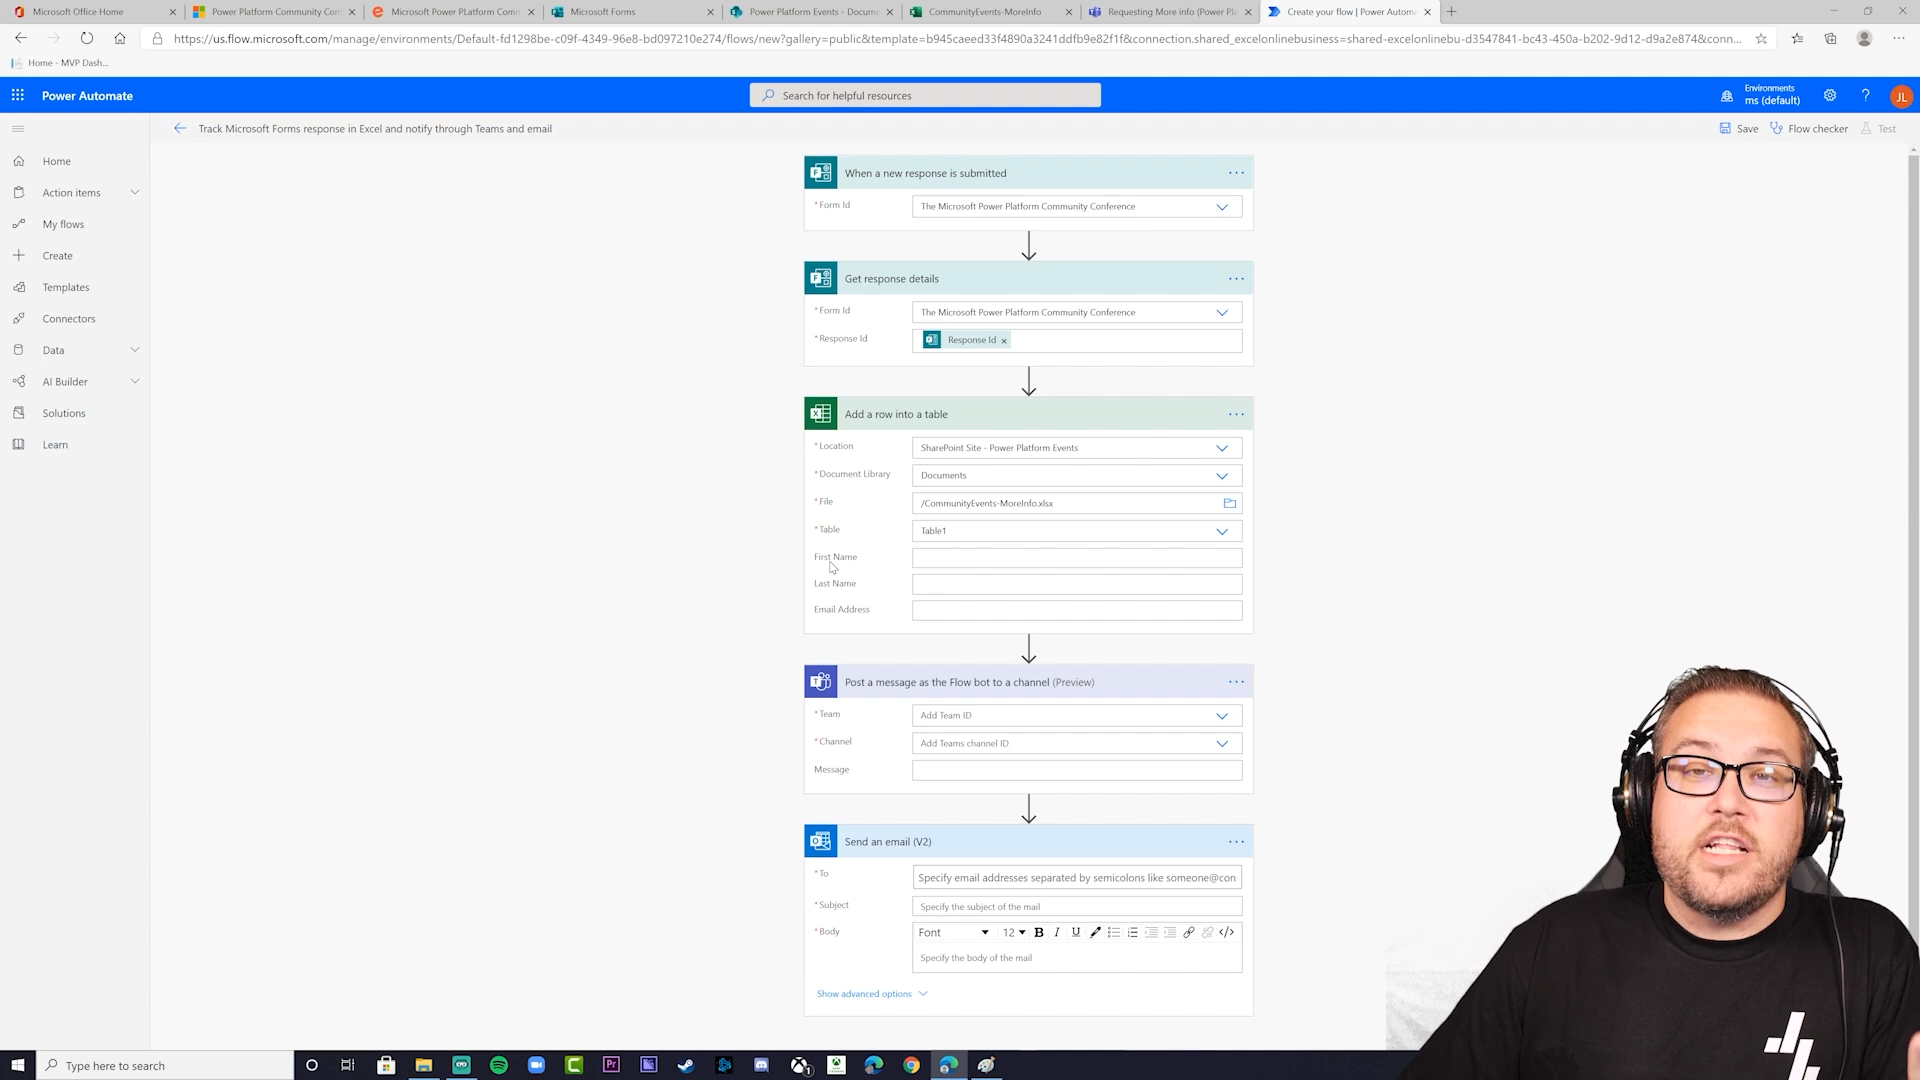 Microsoft Office Home
Power Platform Community Con
Microsoft Power PLatform Comm
Microsoft Forms
Power Platform Events - Docume
CommunityEvents-MoreInfo
Requesting More info (Power Pla
Create your flow | Power Automa
https://us.flow.microsoft.com/manage/environments/Default-fd1298be-c09f-4349-96e8-bd097210e274/flows/new?gallery=public&template=b945caeed33f4890a3241ddfb9e82f1f&connection.shared_excelonlinebusiness=shared-excelonlinebu-d3547841-bc43-450a-b202-9d12-d9a2e874&conn...
Home - MVP Dash...
Power Automate
Search for helpful resources
Environments
ms (default)
?
JL
Track Microsoft Forms response in Excel and notify through Teams and email
Save
Flow checker
Test
Home
Action items
My flows
Create
Templates
Connectors
Data
AI Builder
Solutions
Learn
When a new response is submitted
* Form Id
The Microsoft Power Platform Community Conference
Get response details
* Form Id
The Microsoft Power Platform Community Conference
* Response Id
Response Id x
Add a row into a table
* Location
SharePoint Site - Power Platform Events
* Document Library
Documents
* File
/CommunityEvents-MoreInfo.xlsx
* Table
Table1
First Name
Last Name
Email Address
Post a message as the Flow bot to a channel (Preview)
* Team
Add Team ID
* Channel
Add Teams channel ID
Message
Send an email (V2)
* To
Specify email addresses separated by semicolons like someone@con
* Subject
Specify the subject of the mail
* Body
Font
12
B
I
U
</>
Specify the body of the mail
Show advanced options
Type here to search
Pr